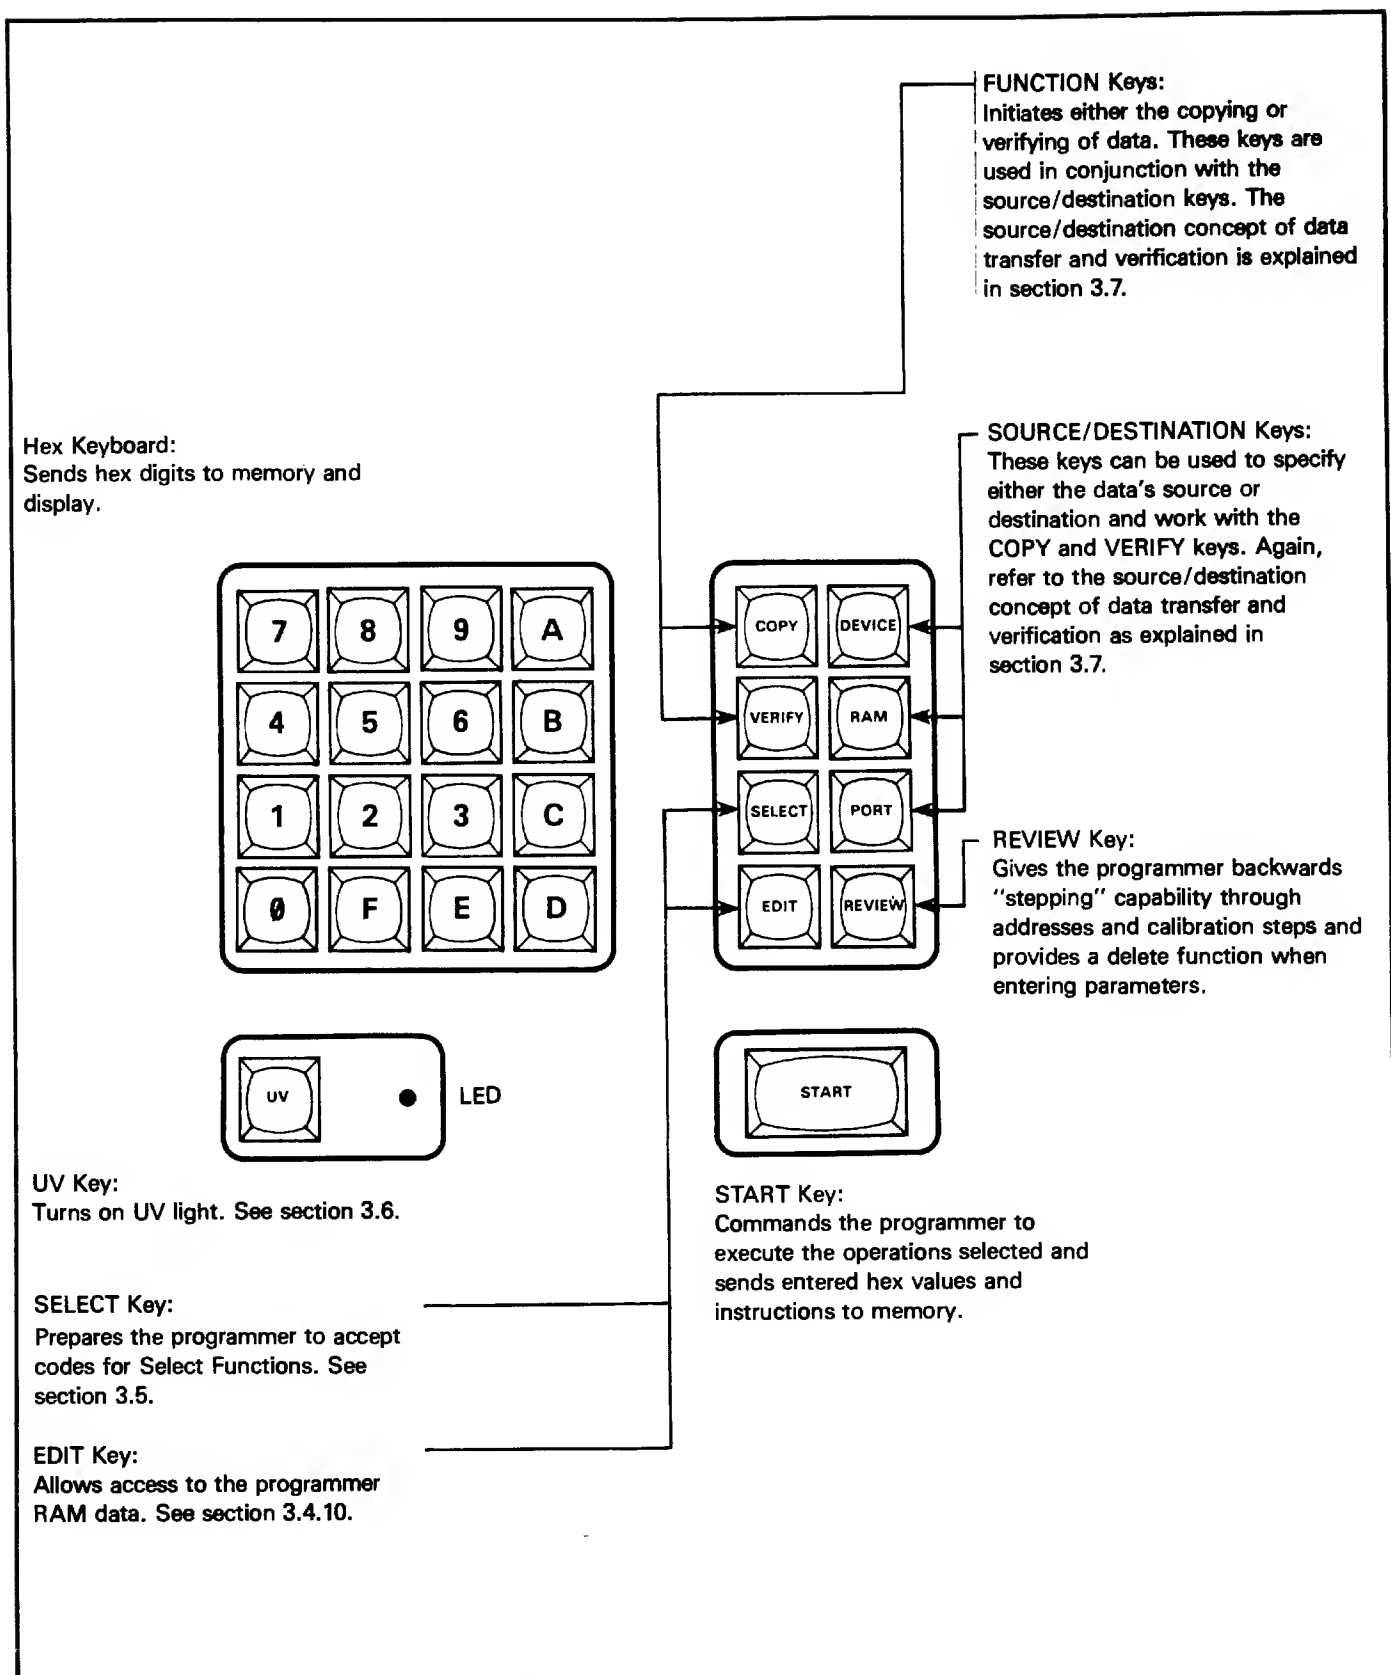 FUNCTION Keys:
Initiates either the copying or
verifying of data. These keys are
used in conjunction with the
source/destination keys. The
source/destination concept of data
transfer and verification is explained
in section 3.7.
Hex Keyboard:
Sends hex digits to memory and
display.
SOURCE/DESTINATION Keys:
These keys can be used to specify
either the data's source or
destination and work with the
COPY and VERIFY keys. Again,
refer to the source/destination
concept of data transfer and
verification as explained in
section 3.7.
7 8 9 A
4 5 6 B
1 2 3 C
0 F E D
COPY DEVICE
VERIFY RAM
SELECT PORT
EDIT REVIEW
REVIEW Key:
Gives the programmer backwards
"stepping" capability through
addresses and calibration steps and
provides a delete function when
entering parameters.
UV
LED
START
UV Key:
Turns on UV light. See section 3.6.
START Key:
Commands the programmer to
execute the operations selected and
sends entered hex values and
instructions to memory.
SELECT Key:
Prepares the programmer to accept
codes for Select Functions. See
section 3.5.
EDIT Key:
Allows access to the programmer
RAM data. See section 3.4.10.